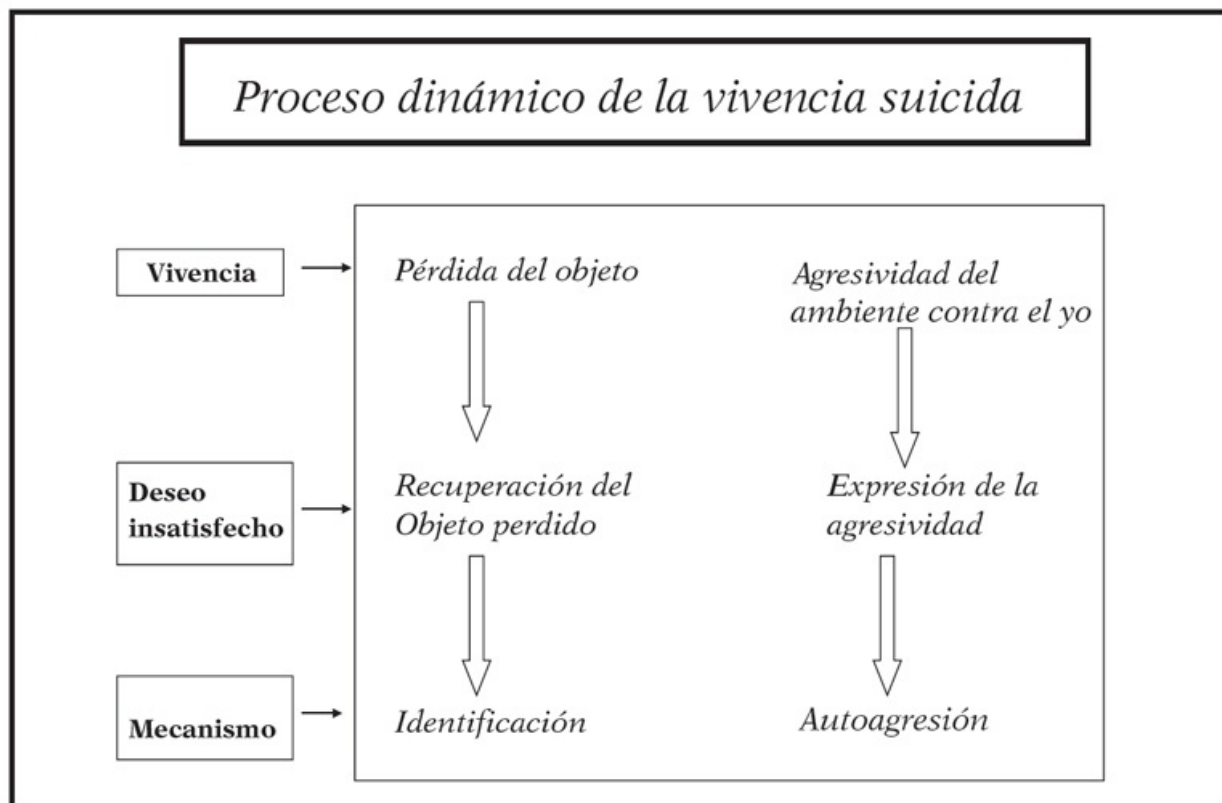 Proceso dinámico de la vivencia suicida
Vivencia
Pérdida del objeto
Agresividad del
ambiente contra el yo
Deseo
insatisfecho
Recuperación del
Objeto perdido
Expresión de la
agresividad
Mecanismo
Identificación
Autoagresión